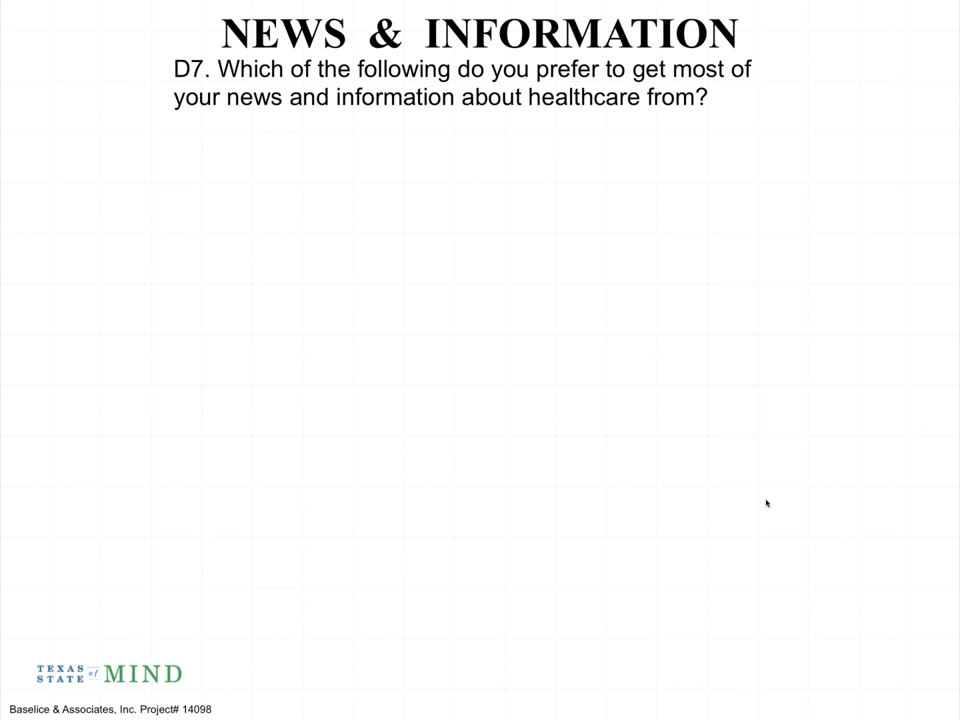 NEWS & INFORMATION
D7. Which of the following do you prefer to get most of
your news and information about healthcare from?
TEXAS
STATE of MIND
Baselice & Associates, Inc. Project# 14098